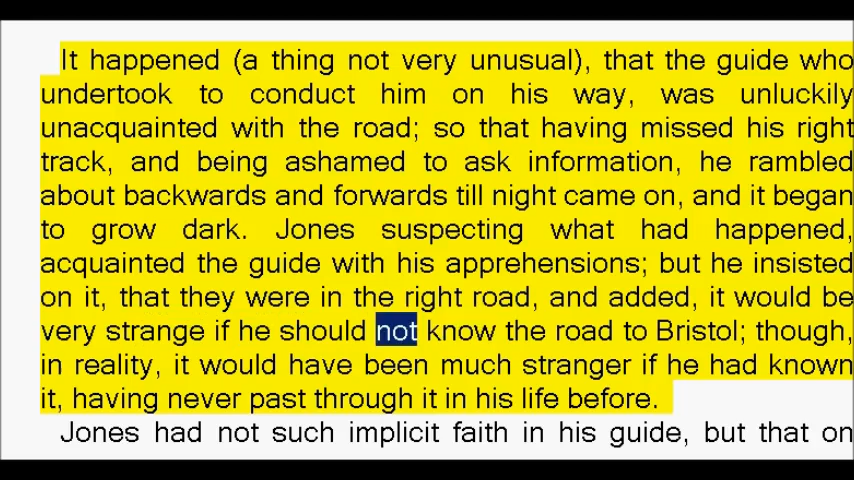 It happened (a thing not very unusual), that the guide who
undertook to conduct him on his way, was unluckily
unacquainted with the road; so that having missed his right
track, and being ashamed to ask information, he rambled
about backwards and forwards till night came on, and it began
to grow dark. Jones suspecting what had happened,
acquainted the guide with his apprehensions; but he insisted
on it, that they were in the right road, and added, it would be
very strange if he should not know the road to Bristol; though,
in reality, it would have been much stranger if he had known
it, having never past through it in his life before.
Jones had not such implicit faith in his guide, but that on